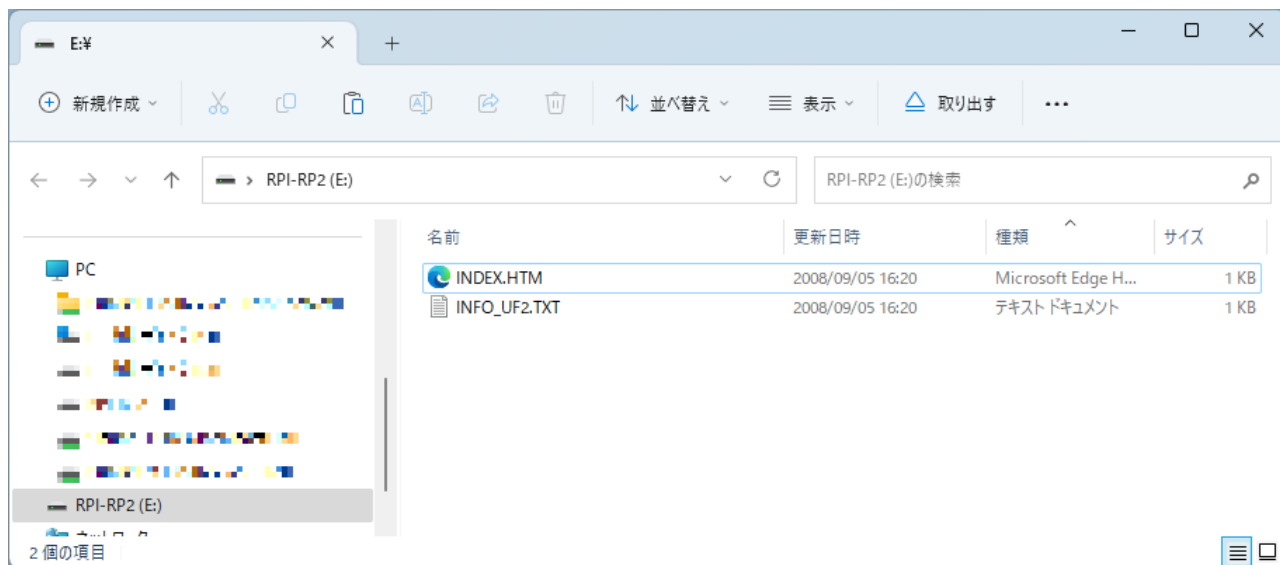 E:¥
新規作成
並べ替え
表示
取り出す
RPI-RP2 (E:)
RPI-RP2 (E:)の検索
名前 更新日時 種類 サイズ
INDEX.HTM 2008/09/05 16:20 Microsoft Edge H... 1 KB
INFO_UF2.TXT 2008/09/05 16:20 テキスト ドキュメント 1 KB
PC
RPI-RP2 (E:)
2 個の項目